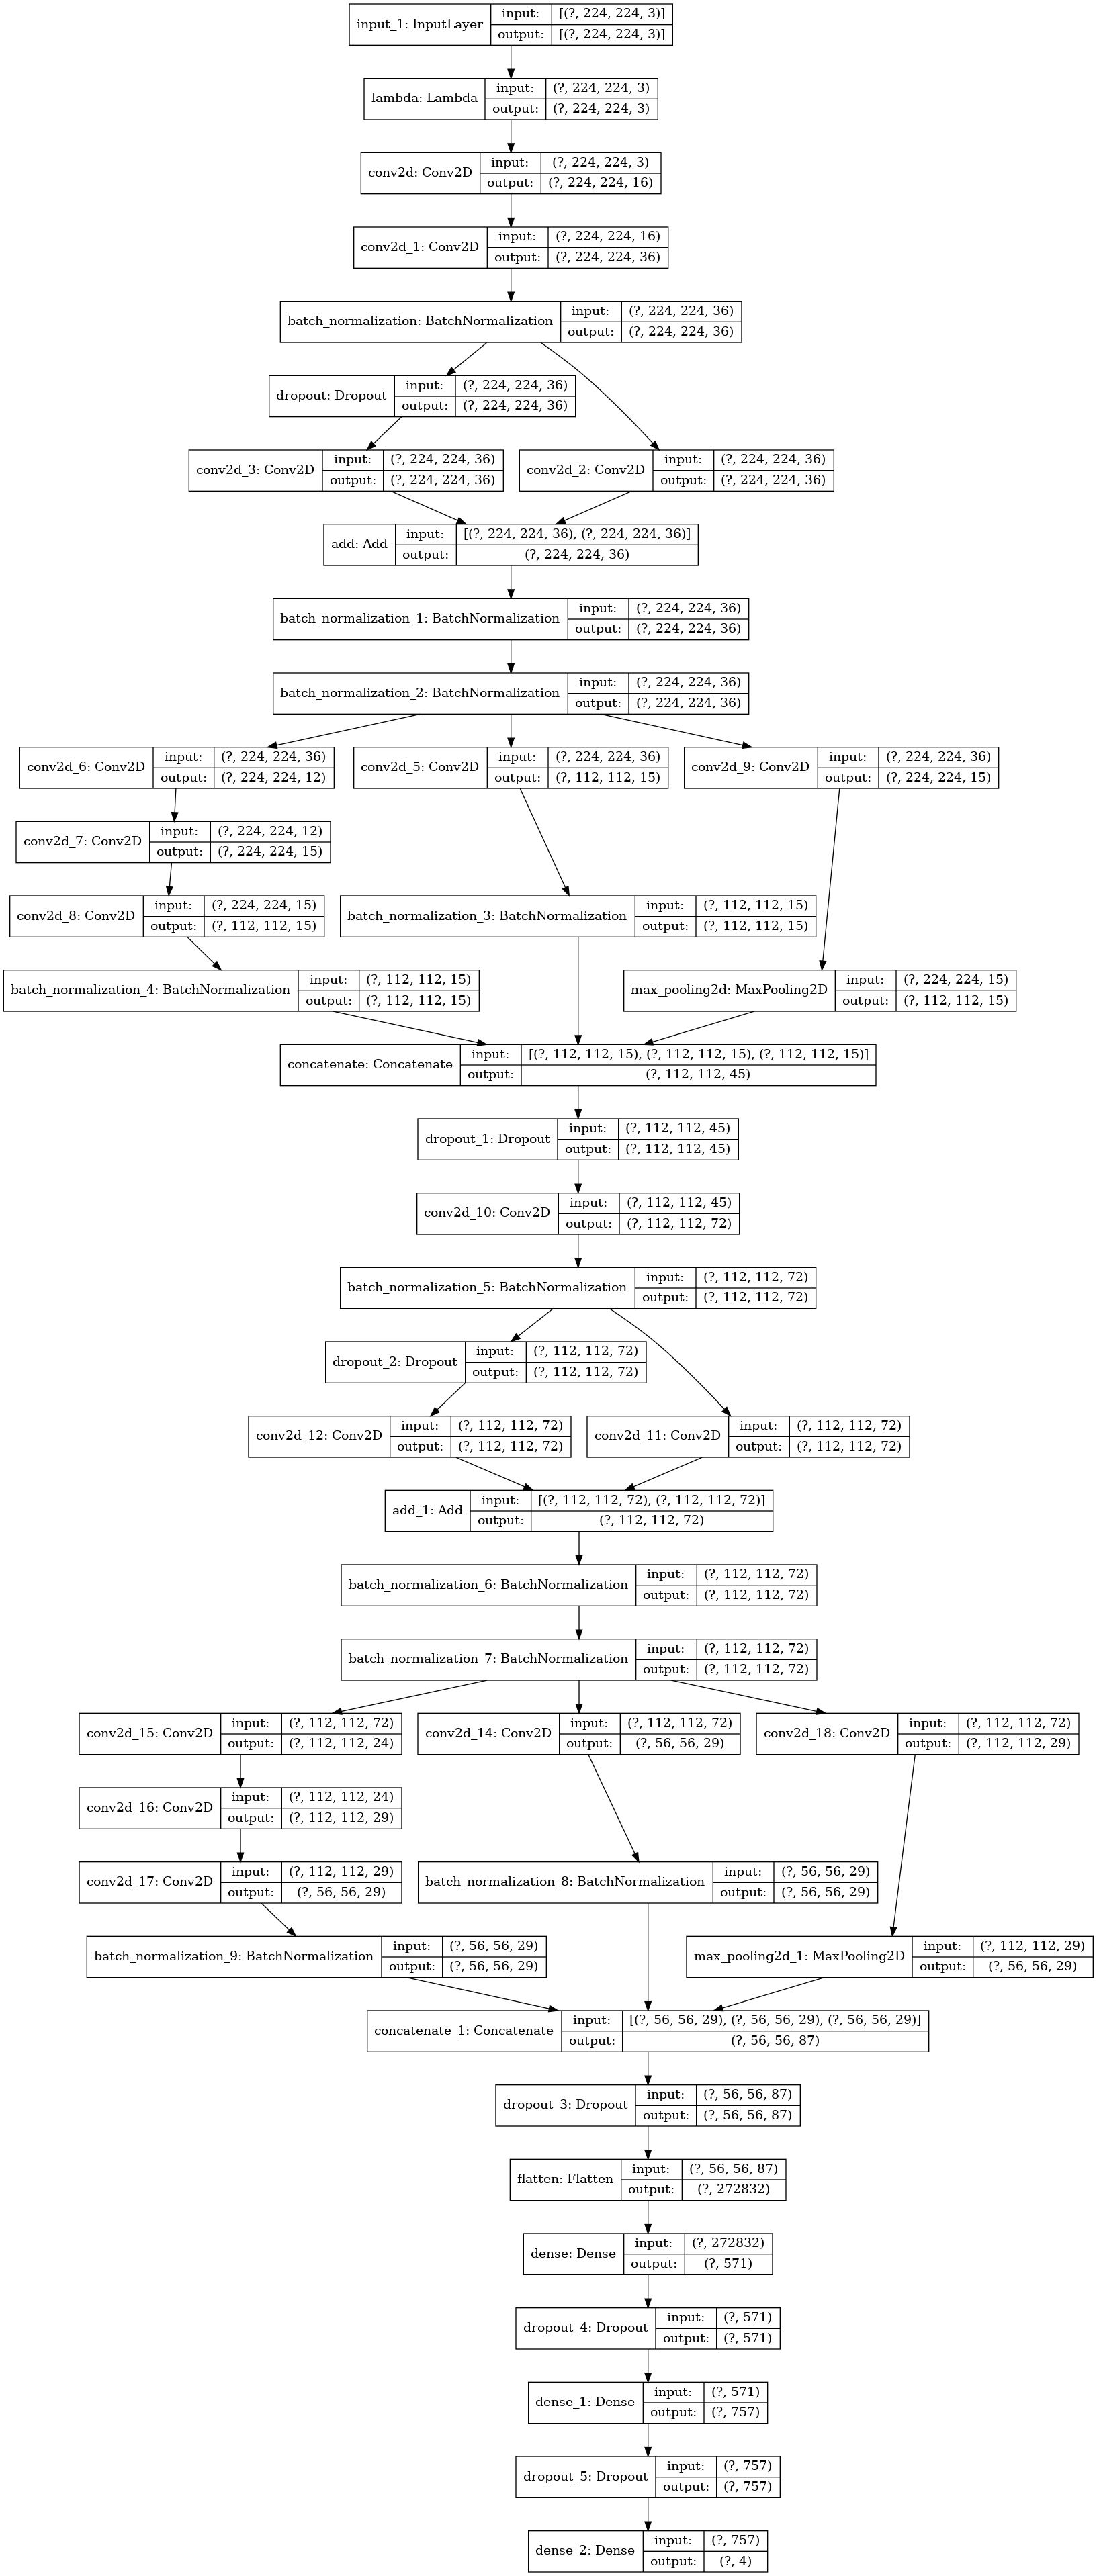 input_1: InputLayer
input: [(?, 224, 224, 3)]
output: [(?, 224, 224, 3)]
lambda: Lambda
input: (?, 224, 224, 3)
output: (?, 224, 224, 3)
conv2d: Conv2D
input: (?, 224, 224, 3)
output: (?, 224, 224, 16)
conv2d_1: Conv2D
input: (?, 224, 224, 16)
output: (?, 224, 224, 36)
batch_normalization: BatchNormalization
input: (?, 224, 224, 36)
output: (?, 224, 224, 36)
dropout: Dropout
input: (?, 224, 224, 36)
output: (?, 224, 224, 36)
conv2d_3: Conv2D
input: (?, 224, 224, 36)
output: (?, 224, 224, 36)
conv2d_2: Conv2D
input: (?, 224, 224, 36)
output: (?, 224, 224, 36)
add: Add
input: [(?, 224, 224, 36), (?, 224, 224, 36)]
output: (?, 224, 224, 36)
batch_normalization_1: BatchNormalization
input: (?, 224, 224, 36)
output: (?, 224, 224, 36)
batch_normalization_2: BatchNormalization
input: (?, 224, 224, 36)
output: (?, 224, 224, 36)
conv2d_6: Conv2D
input: (?, 224, 224, 36)
output: (?, 224, 224, 12)
conv2d_5: Conv2D
input: (?, 224, 224, 36)
output: (?, 112, 112, 15)
conv2d_9: Conv2D
input: (?, 224, 224, 36)
output: (?, 224, 224, 15)
conv2d_7: Conv2D
input: (?, 224, 224, 12)
output: (?, 224, 224, 15)
conv2d_8: Conv2D
input: (?, 224, 224, 15)
output: (?, 112, 112, 15)
batch_normalization_3: BatchNormalization
input: (?, 112, 112, 15)
output: (?, 112, 112, 15)
batch_normalization_4: BatchNormalization
input: (?, 112, 112, 15)
output: (?, 112, 112, 15)
max_pooling2d: MaxPooling2D
input: (?, 224, 224, 15)
output: (?, 112, 112, 15)
concatenate: Concatenate
input: [(?, 112, 112, 15), (?, 112, 112, 15), (?, 112, 112, 15)]
output: (?, 112, 112, 45)
dropout_1: Dropout
input: (?, 112, 112, 45)
output: (?, 112, 112, 45)
conv2d_10: Conv2D
input: (?, 112, 112, 45)
output: (?, 112, 112, 72)
batch_normalization_5: BatchNormalization
input: (?, 112, 112, 72)
output: (?, 112, 112, 72)
dropout_2: Dropout
input: (?, 112, 112, 72)
output: (?, 112, 112, 72)
conv2d_12: Conv2D
input: (?, 112, 112, 72)
output: (?, 112, 112, 72)
conv2d_11: Conv2D
input: (?, 112, 112, 72)
output: (?, 112, 112, 72)
add_1: Add
input: [(?, 112, 112, 72), (?, 112, 112, 72)]
output: (?, 112, 112, 72)
batch_normalization_6: BatchNormalization
input: (?, 112, 112, 72)
output: (?, 112, 112, 72)
batch_normalization_7: BatchNormalization
input: (?, 112, 112, 72)
output: (?, 112, 112, 72)
conv2d_15: Conv2D
input: (?, 112, 112, 72)
output: (?, 112, 112, 24)
conv2d_14: Conv2D
input: (?, 112, 112, 72)
output: (?, 56, 56, 29)
conv2d_18: Conv2D
input: (?, 112, 112, 72)
output: (?, 112, 112, 29)
conv2d_16: Conv2D
input: (?, 112, 112, 24)
output: (?, 112, 112, 29)
conv2d_17: Conv2D
input: (?, 112, 112, 29)
output: (?, 56, 56, 29)
batch_normalization_8: BatchNormalization
input: (?, 56, 56, 29)
output: (?, 56, 56, 29)
batch_normalization_9: BatchNormalization
input: (?, 56, 56, 29)
output: (?, 56, 56, 29)
max_pooling2d_1: MaxPooling2D
input: (?, 112, 112, 29)
output: (?, 56, 56, 29)
concatenate_1: Concatenate
input: [(?, 56, 56, 29), (?, 56, 56, 29), (?, 56, 56, 29)]
output: (?, 56, 56, 87)
dropout_3: Dropout
input: (?, 56, 56, 87)
output: (?, 56, 56, 87)
flatten: Flatten
input: (?, 56, 56, 87)
output: (?, 272832)
dense: Dense
input: (?, 272832)
output: (?, 571)
dropout_4: Dropout
input: (?, 571)
output: (?, 571)
dense_1: Dense
input: (?, 571)
output: (?, 757)
dropout_5: Dropout
input: (?, 757)
output: (?, 757)
dense_2: Dense
input: (?, 757)
output: (?, 4)